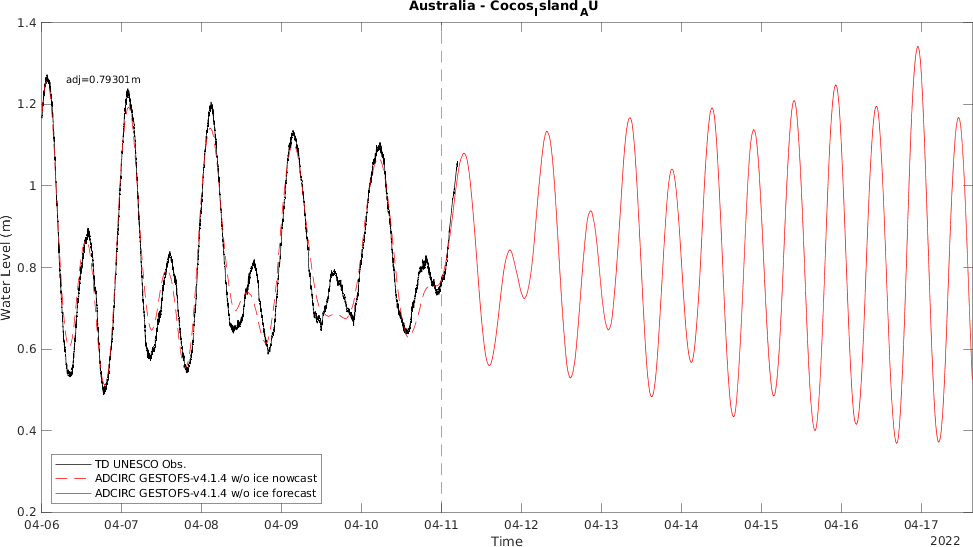 Australia - Cocos_Island_AU
adj=0.79301m
1.4
1.2
1
0.8
0.6
0.4
0.2
Water Level (m)
TD UNESCO Obs.
ADCIRC GESTOFS-v4.1.4 w/o ice nowcast
ADCIRC GESTOFS-v4.1.4 w/o ice forecast
04-06 04-07 04-08 04-09 04-10 04-11 04-12 04-13 04-14 04-15 04-16 04-17
Time
2022